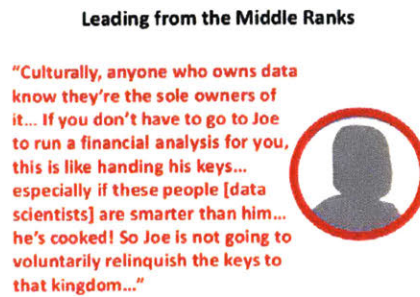 Leading from the Middle Ranks
"Culturally, anyone who owns data
know they're the sole owners of
it... If you don't have to go to Joe
to run a financial analysis for you,
this is like handing his keys...
especially if these people [data
scientists] are smarter than him...
he's cooked! So Joe is not going to
voluntarily relinquish the keys to
that kingdom..."